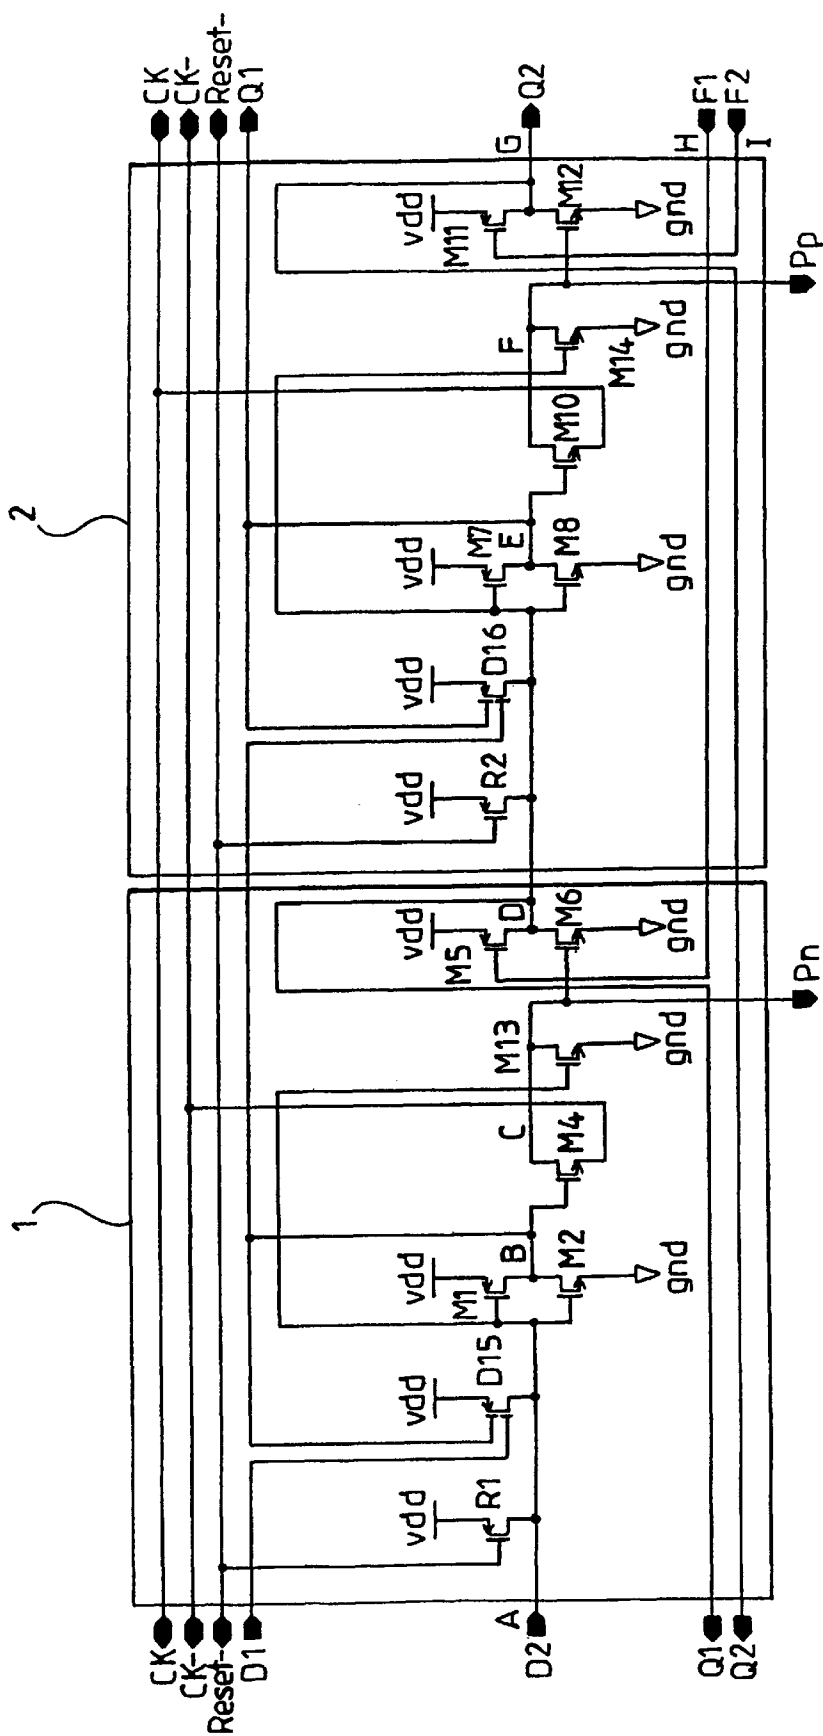 1
2
CK
CK-
Reset-
D1
A
D2
Q1
Q2
vdd
R1
vdd
D15
vdd
M1
B
M2
gnd
C
M4
M13
gnd
Pn
vdd
M5
D
M6
gnd
vdd
R2
vdd
D16
vdd
M7
E
M8
gnd
M10
F
M14
gnd
Pp
vdd
M11
M12
gnd
G
H
I
CK
CK-
Reset-
Q1
Q2
F1
F2